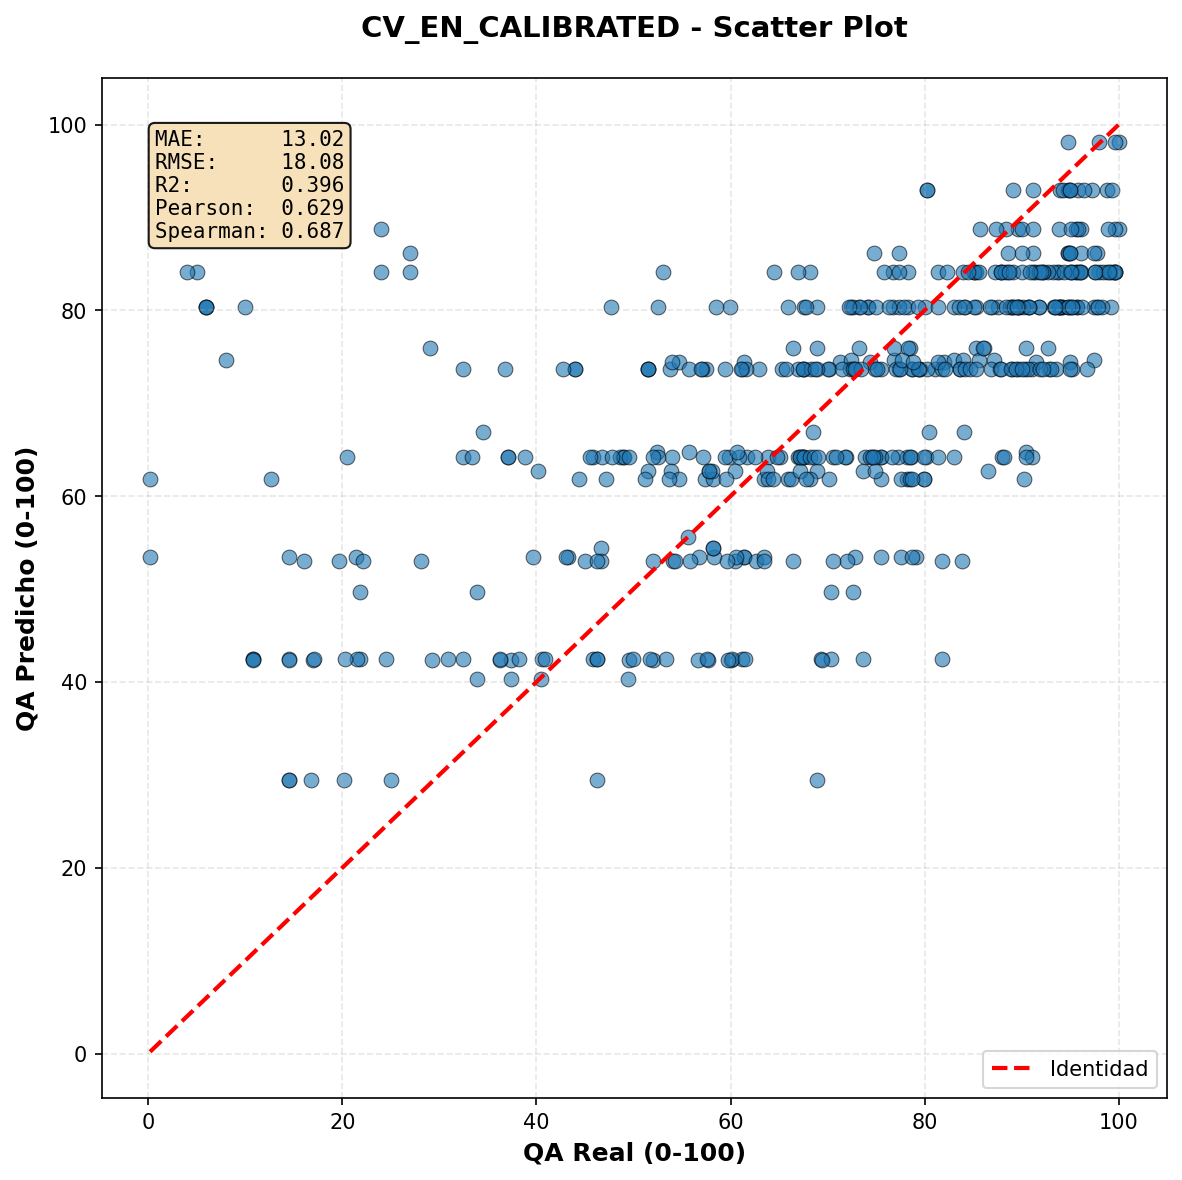 CV_EN_CALIBRATED - Scatter Plot
MAE: 13.02
RMSE: 18.08
R2: 0.396
Pearson: 0.629
Spearman: 0.687
100
80
60
40
20
0
QA Predicho (0-100)
Identidad
0 20 40 60 80 100
QA Real (0-100)